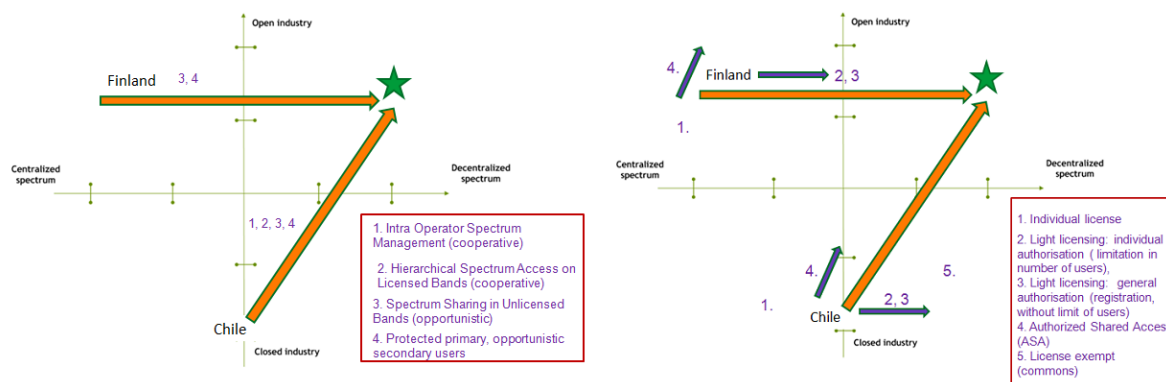 Open industry
Finland
3, 4
Centralized
spectrum
Decentralized
spectrum
1, 2, 3, 4
Chile
Closed industry
1. Intra Operator Spectrum
Management (cooperative)
2. Hierarchical Spectrum Access on
Licensed Bands (cooperative)
3. Spectrum Sharing in Unlicensed
Bands (opportunistic)
4. Protected primary, opportunistic
secondary users
Open industry
4.
Finland
2, 3
1.
Centralized
spectrum
Decentralized
spectrum
4.
5.
1.
2, 3
Chile
Closed industry
1. Individual license
2. Light licensing: individual
authorisation ( limitation in
number of users),
3. Light licensing: general
authorisation (registration,
without limit of users)
4. Authorized Shared Acces
(ASA)
5. License exempt
(commons)